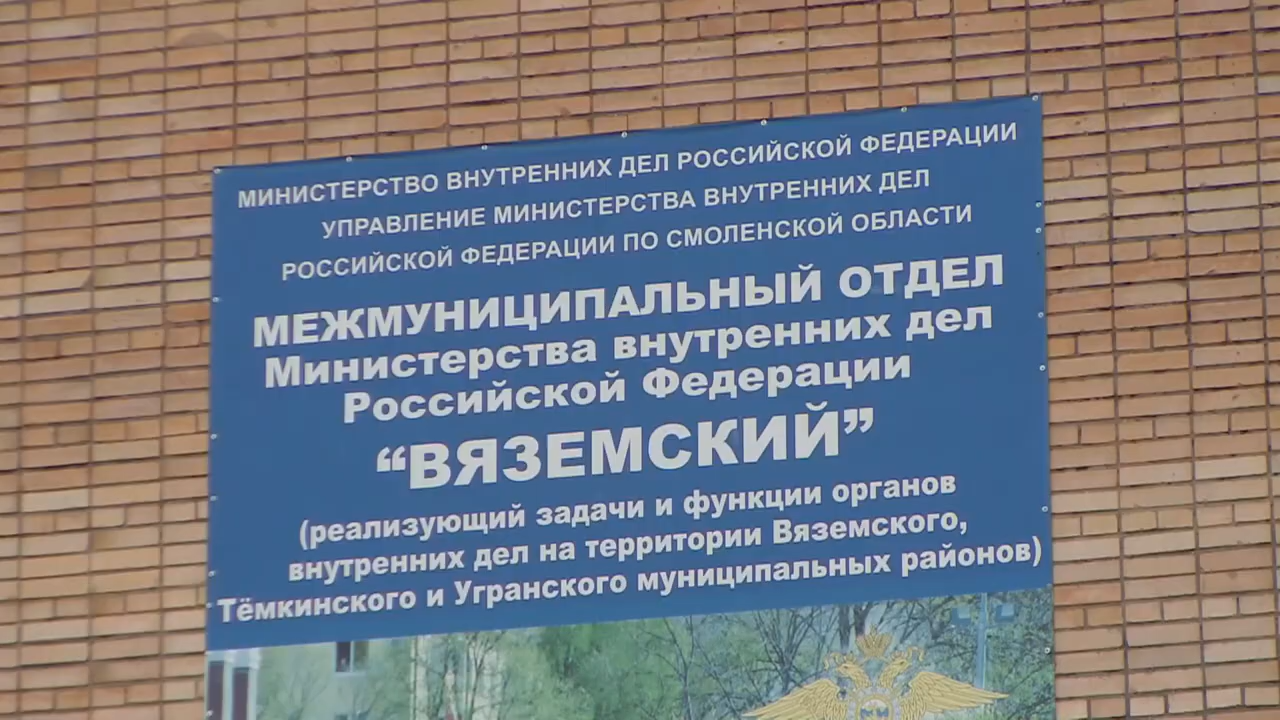 МИНИСТЕРСТВО ВНУТРЕННИХ ДЕЛ РОССИЙСКОЙ ФЕДЕРАЦИИ
УПРАВЛЕНИЕ МИНИСТЕРСТВА ВНУТРЕННИХ ДЕЛ
РОССИЙСКОЙ ФЕДЕРАЦИИ ПО СМОЛЕНСКОЙ ОБЛАСТИ
МЕЖМУНИЦИПАЛЬНЫЙ ОТДЕЛ
Министерства внутренних дел
Российской Федерации
“ВЯЗЕМСКИЙ”
(реализующий задачи и функции органов
внутренних дел на территории Вяземского,
Тёмкинского и Угранского муниципальных районов)